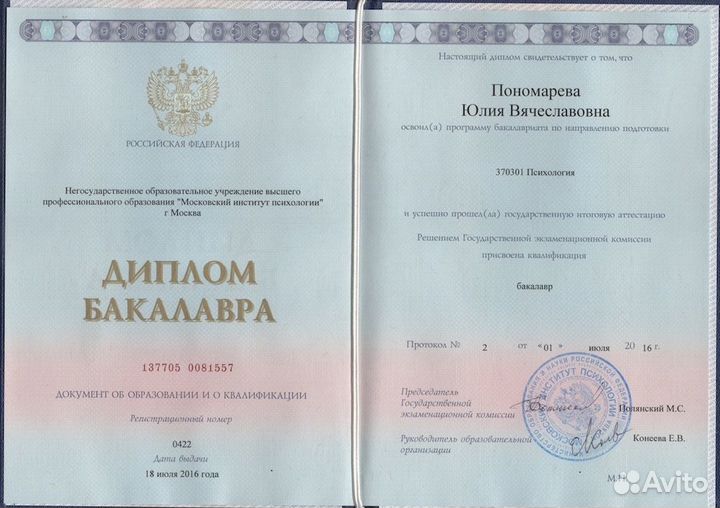 РОССИЙСКАЯ ФЕДЕРАЦИЯ
Негосударственное образовательное учреждение высшего
профессионального образования "Московский институт психологии"
г Москва
ДИПЛОМ
БАКАЛАВРА
137705 0081557
ДОКУМЕНТ ОБ ОБРАЗОВАНИИ И О КВАЛИФИКАЦИИ
Регистрационный номер
0422
Дата выдачи
18 июля 2016 года
Настоящий диплом свидетельствует о том, что
Пономарева
Юлия Вячеславовна
освоил(а) программу бакалавриата по направлению подготовки
370301 Психология
и успешно прошел(ла) государственную итоговую аттестацию
Решением Государственной экзаменационной комиссии
присвоена квалификация
бакалавр
Протокол № 2 от «01» июля 20 16 г.
Председатель
Государственной
экзаменационной комиссии
Полянский М.С.
Руководитель образовательной
организации
Конеева Е.В.
М.П.
Avito